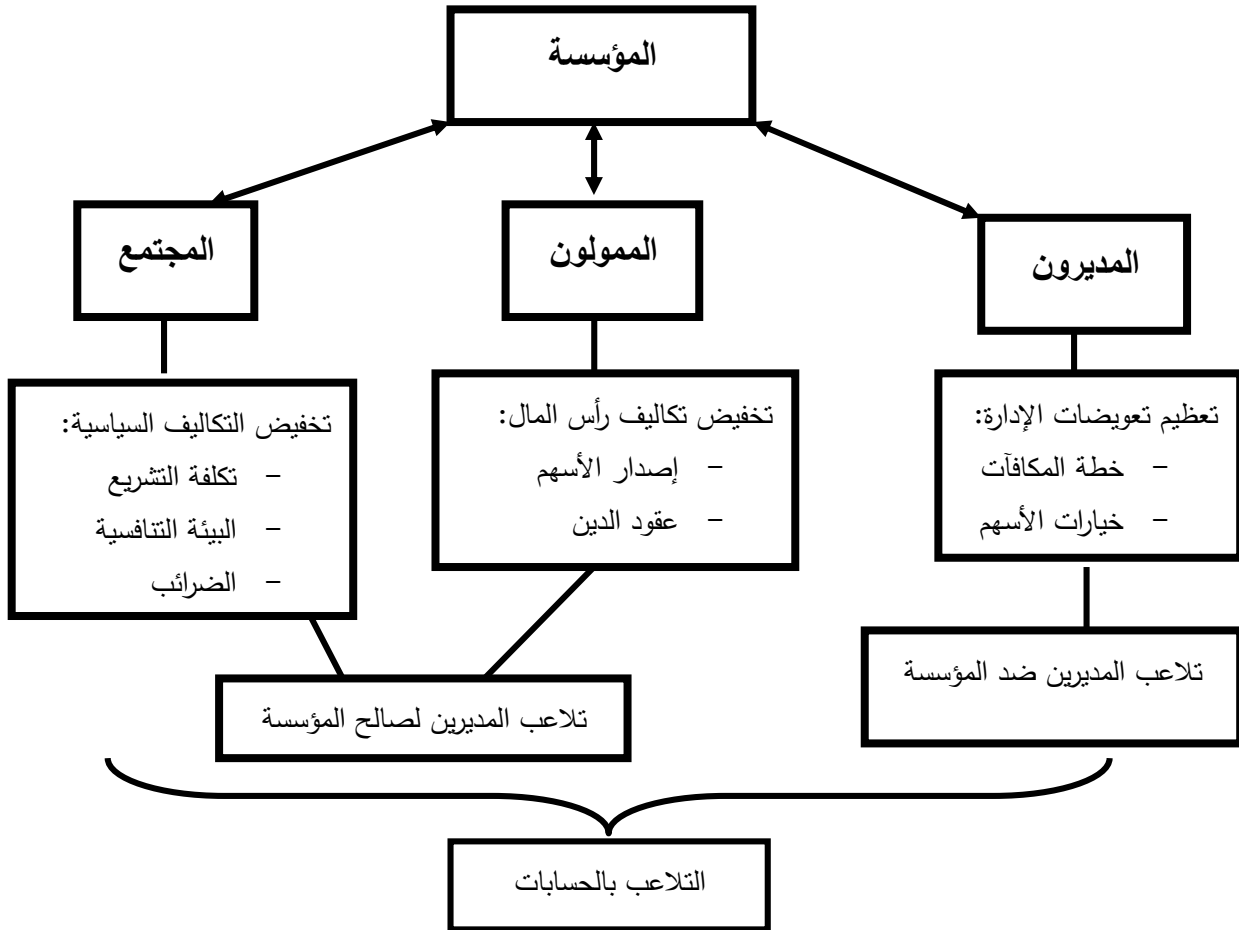 المؤسسة
المديرون
الممولون
المجتمع
تعظيم تعويضات الإدارة:
- خطة المكافآت
- خيارات الأسهم
تخفيض تكاليف رأس المال:
- إصدار الأسهم
- عقود الدين
تخفيض التكاليف السياسية:
- تكلفة التشريع
- البيئة التنافسية
- الضرائب
تلاعب المديرين ضد المؤسسة
تلاعب المديرين لصالح المؤسسة
التلاعب بالحسابات